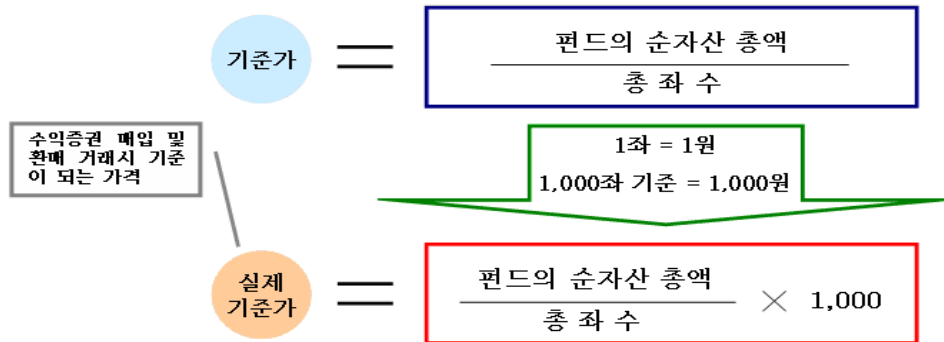 기준가
=
펀드의 순자산 총액
총 좌 수
수익증권 매입 및
환매 거래시 기준
이 되는 가격
1좌 = 1원
1,000좌 기준 = 1,000원
실제
기준가
=
펀드의 순자산 총액
총 좌 수
× 1,000